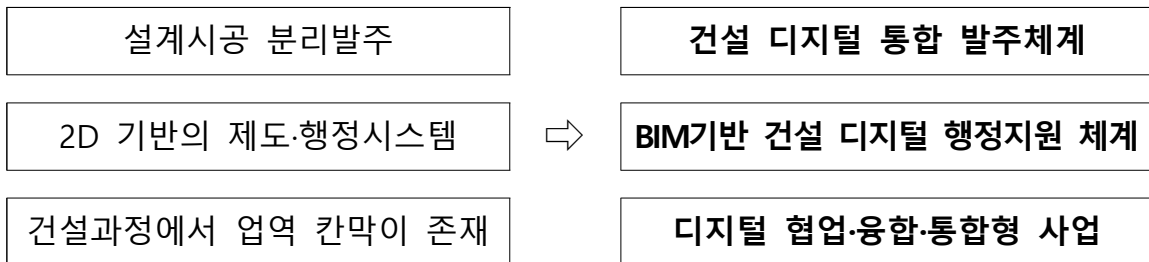 설계시공 분리발주
건설 디지털 통합 발주체계
2D 기반의 제도·행정시스템
⇨
BIM기반 건설 디지털 행정지원 체계
건설과정에서 업역 칸막이 존재
디지털 협업·융합·통합형 사업